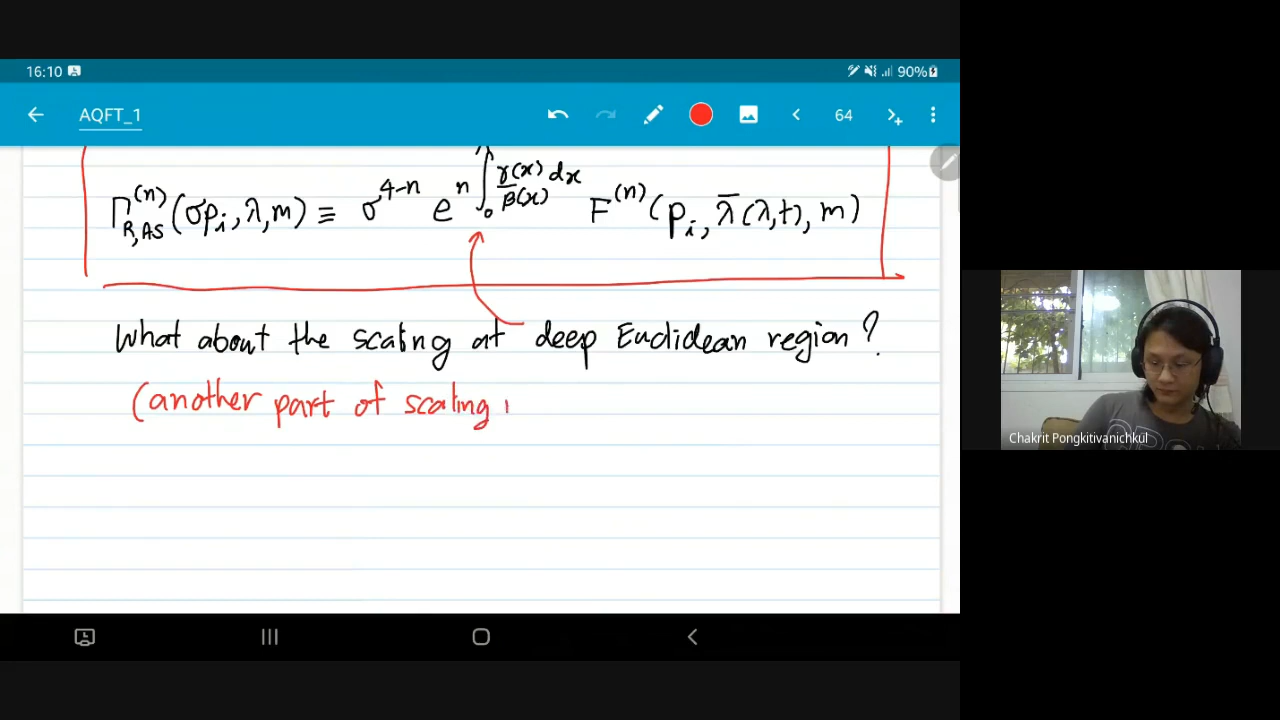 16:10 90%
AQFT_1 64
Γ^(n)_R,AS (σp_i, λ, m) ≡ σ^(4-n) e^(n ∫_0 γ(x)/β(x) dx) F^(n) (p_i, λ̄(λ,t), m)
What about the scaling at deep Euclidean region?
(another part of scaling
Chakrit Pongkitivanichkul